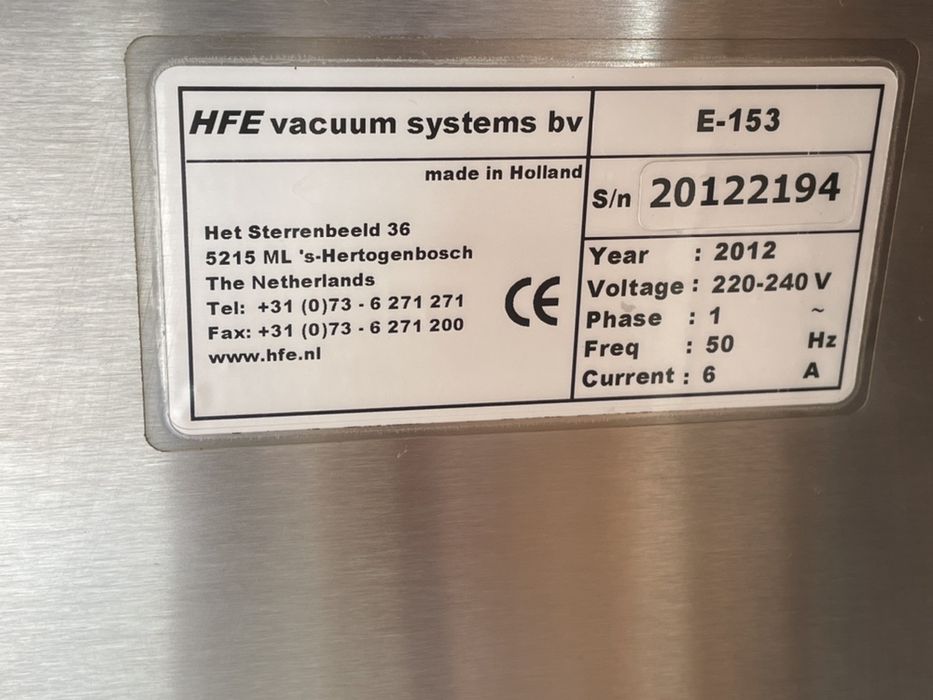 HFE vacuum systems bv
made in Holland
Het Sterrenbeeld 36
5215 ML 's-Hertogenbosch
The Netherlands
Tel: +31 (0)73 - 6 271 271
Fax: +31 (0)73 - 6 271 200
www.hfe.nl
CE
E-153
S/n 20122194
Year : 2012
Voltage : 220-240 V
Phase : 1 ~
Freq : 50 Hz
Current : 6 A